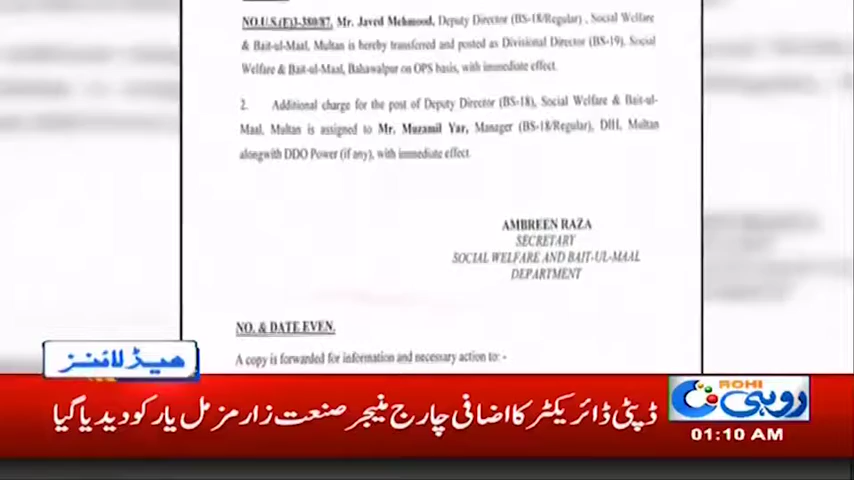 NO.U.S.(E)3-380/87, Mr. Javed Mehmood, Deputy Director (BS-18/Regular), Social Welfare
& Bait-ul-Maal, Multan is hereby transferred and posted as Divisional Director (BS-19), Social
Welfare & Bait-ul-Maal, Bahawalpur on OPS basis, with immediate effect.
2. Additional charge for the post of Deputy Director (BS-18), Social Welfare & Bait-ul-
Maal, Multan is assigned to Mr. Muzamil Yar, Manager (BS-18/Regular), DHI, Multan
alongwith DDO Power (if any), with immediate effect.
AMBREEN RAZA
SECRETARY
SOCIAL WELFARE AND BAIT-UL-MAAL
DEPARTMENT
NO. & DATE EVEN.
A copy is forwarded for information and necessary action to: -
ہیڈلائنز
ڈپٹی ڈائریکٹر کا اضافی چارج منیجر صنعت زار مزمل یار کو دیدیا گیا
ROHI
روہی
01:10 AM